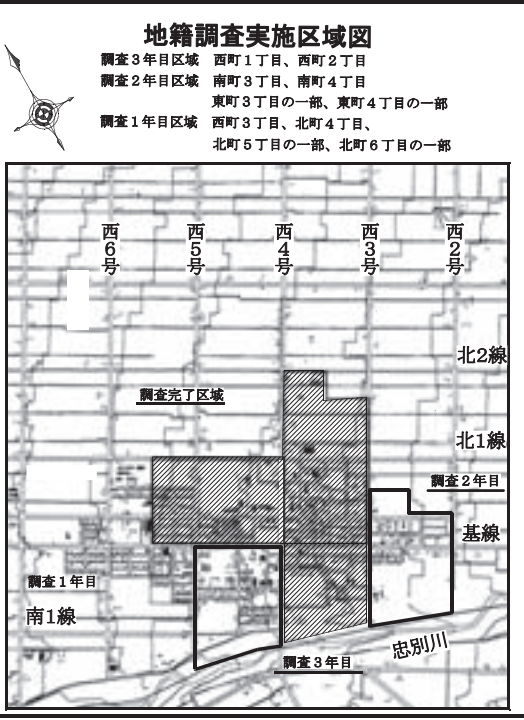 地籍調査実施区域図
調査3年目区域　西町1丁目、西町2丁目
調査2年目区域　南町3丁目、南町4丁目
東町3丁目の一部、東町4丁目の一部
調査1年目区域　西町3丁目、北町4丁目、
北町5丁目の一部、北町6丁目の一部
西6号
西5号
西4号
西3号
西2号
北2線
調査完了区域
北1線
調査2年目
基線
調査1年目
南1線
忠別川
調査3年目